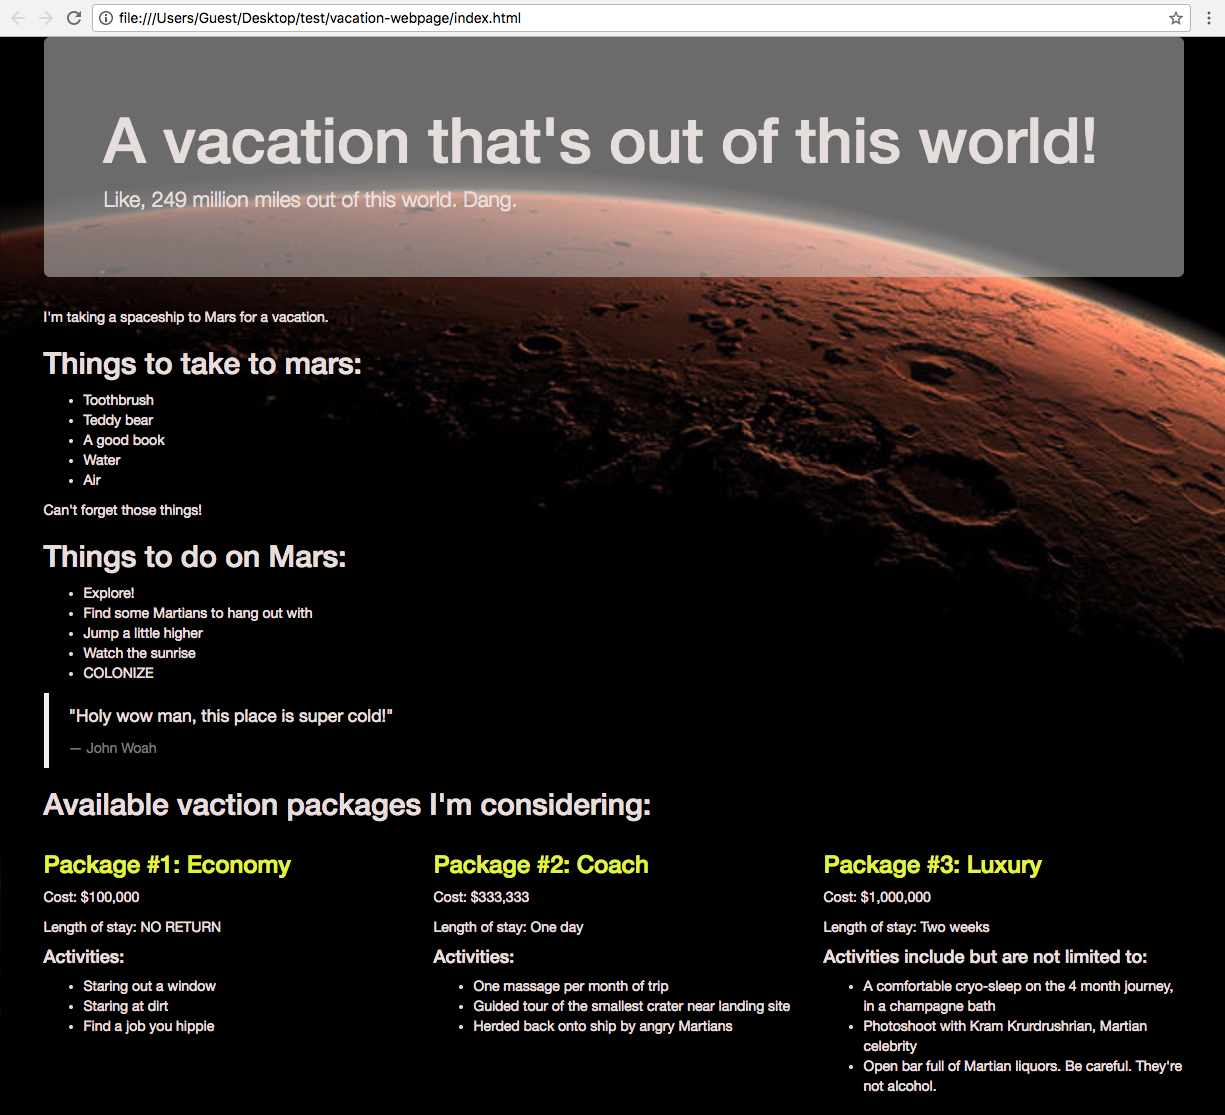 file:///Users/Guest/Desktop/test/vacation-webpage/index.html
A vacation that's out of this world!
Like, 249 million miles out of this world. Dang.
I'm taking a spaceship to Mars for a vacation.
Things to take to mars:
Toothbrush
Teddy bear
A good book
Water
Air
Can't forget those things!
Things to do on Mars:
Explore!
Find some Martians to hang out with
Jump a little higher
Watch the sunrise
COLONIZE
"Holy wow man, this place is super cold!"
— John Woah
Available vaction packages I'm considering:
Package #1: Economy
Cost: $100,000
Length of stay: NO RETURN
Activities:
Staring out a window
Staring at dirt
Find a job you hippie
Package #2: Coach
Cost: $333,333
Length of stay: One day
Activities:
One massage per month of trip
Guided tour of the smallest crater near landing site
Herded back onto ship by angry Martians
Package #3: Luxury
Cost: $1,000,000
Length of stay: Two weeks
Activities include but are not limited to:
A comfortable cryo-sleep on the 4 month journey,
in a champagne bath
Photoshoot with Kram Krurdrushrian, Martian
celebrity
Open bar full of Martian liquors. Be careful. They're
not alcohol.